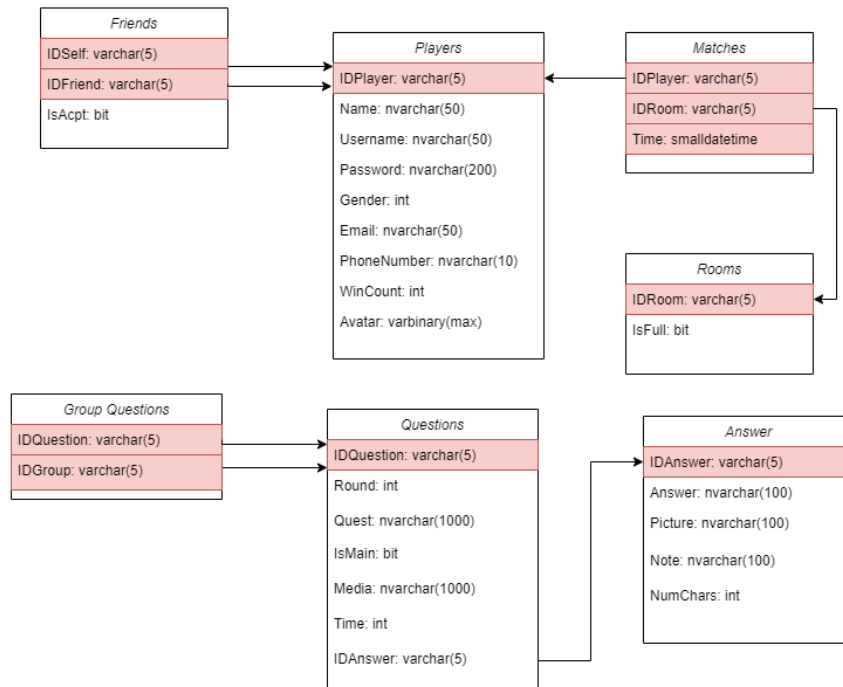 Friends
IDSelf: varchar(5)
IDFriend: varchar(5)
IsAcpt: bit
Players
IDPlayer: varchar(5)
Name: nvarchar(50)
Username: nvarchar(50)
Password: nvarchar(200)
Gender: int
Email: nvarchar(50)
PhoneNumber: nvarchar(10)
WinCount: int
Avatar: varbinary(max)
Matches
IDPlayer: varchar(5)
IDRoom: varchar(5)
Time: smalldatetime
Rooms
IDRoom: varchar(5)
IsFull: bit
Group Questions
IDQuestion: varchar(5)
IDGroup: varchar(5)
Questions
IDQuestion: varchar(5)
Round: int
Quest: nvarchar(1000)
IsMain: bit
Media: nvarchar(1000)
Time: int
IDAnswer: varchar(5)
Answer
IDAnswer: varchar(5)
Answer: nvarchar(100)
Picture: nvarchar(100)
Note: nvarchar(100)
NumChars: int